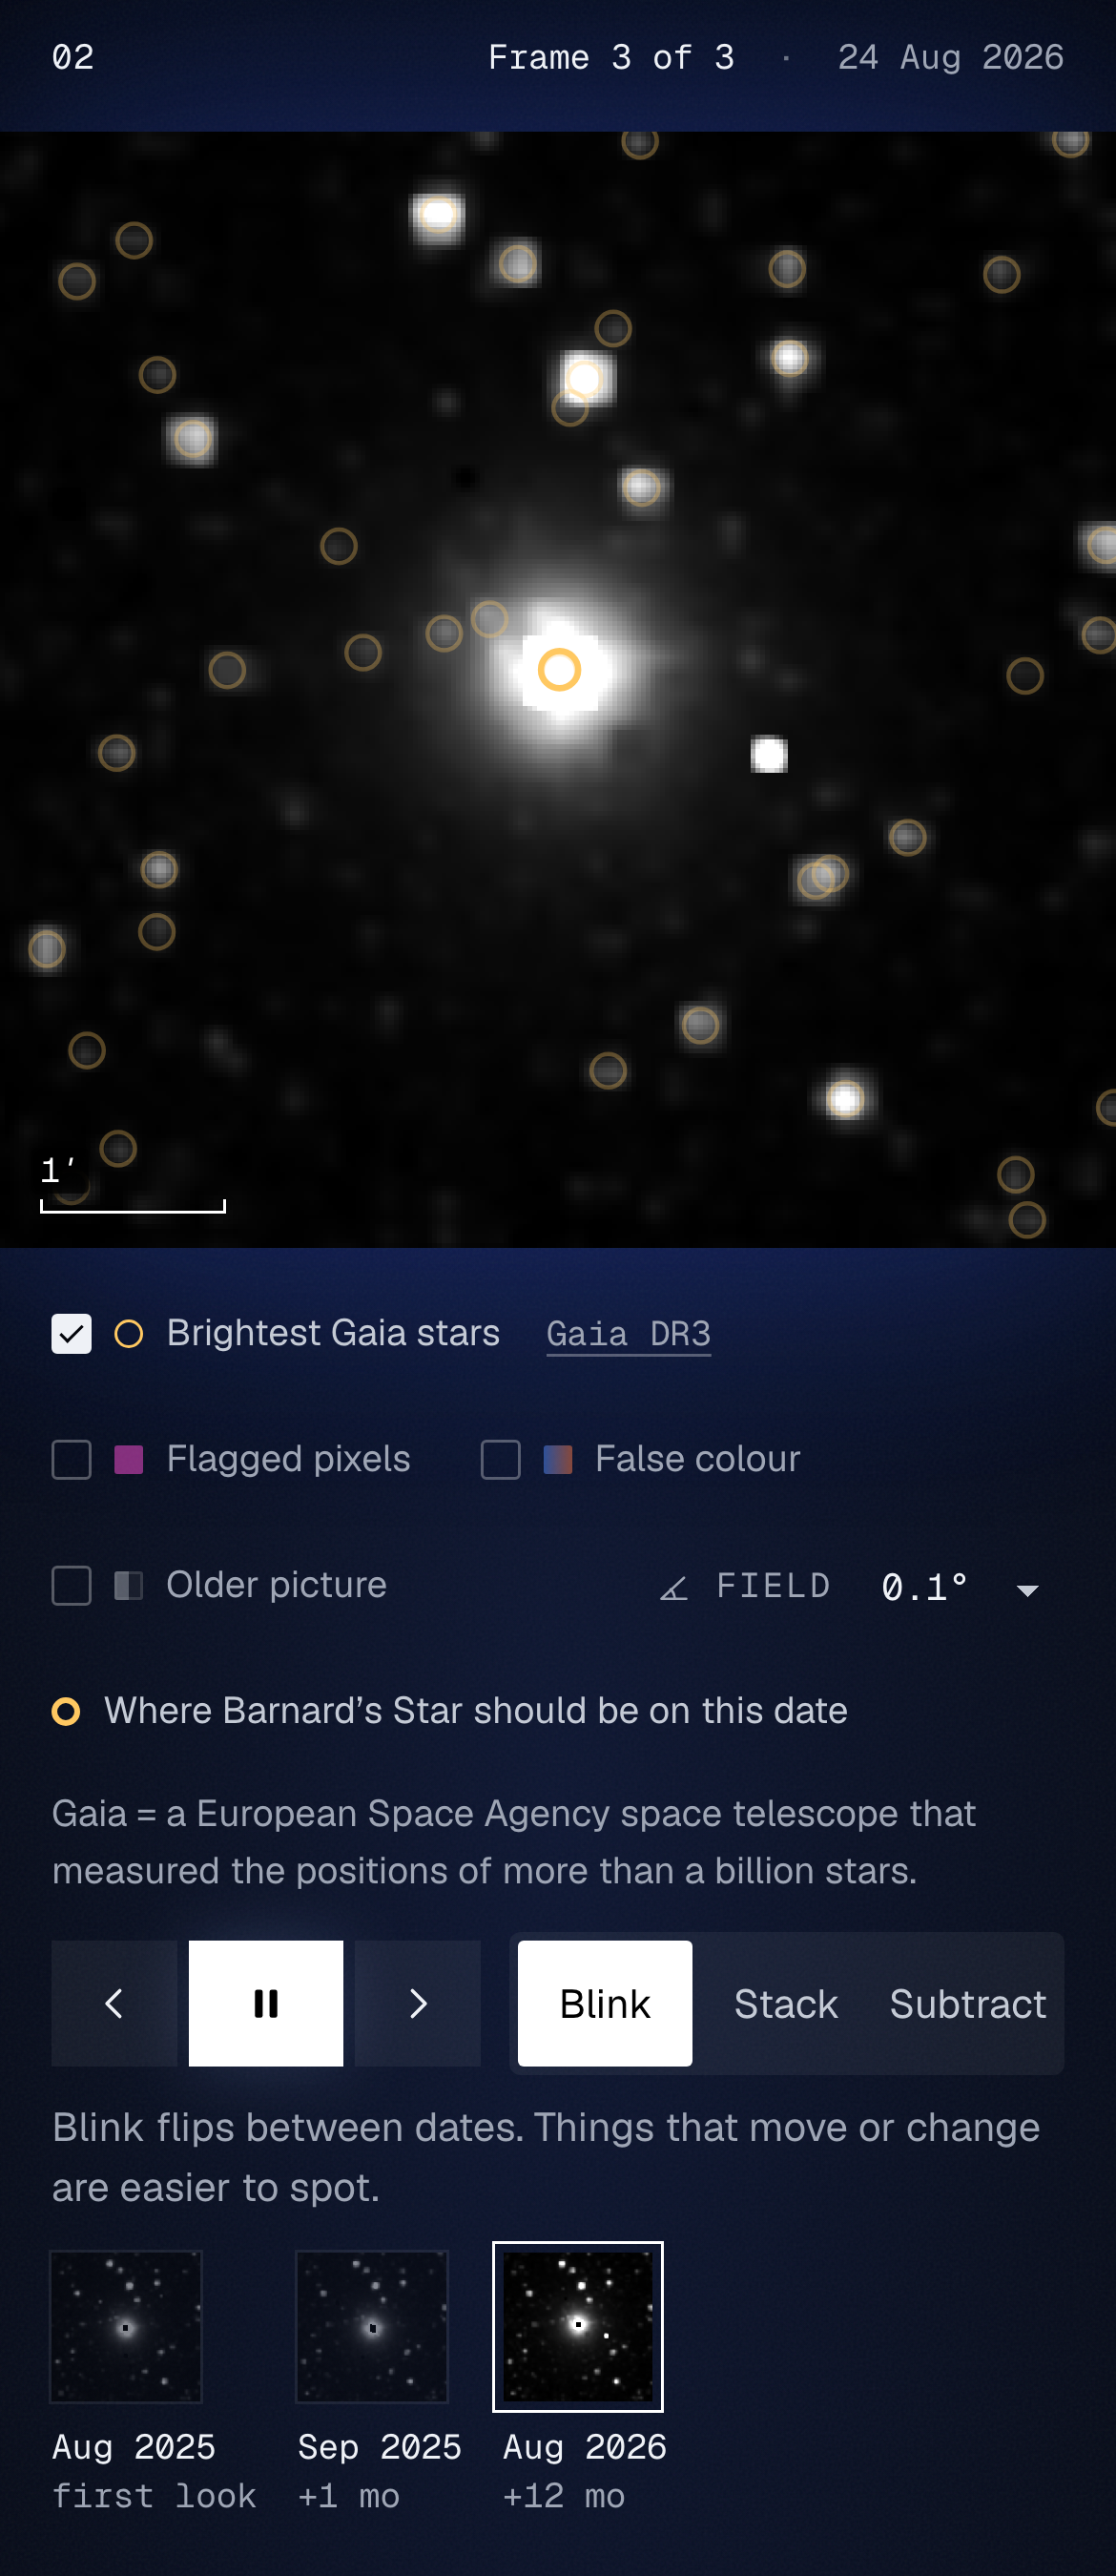 02 Frame 3 of 3 · 24 Aug 2026
1′
Brightest Gaia stars Gaia DR3
Flagged pixels False colour
Older picture FIELD 0.1°
Where Barnard’s Star should be on this date
Gaia = a European Space Agency space telescope that
measured the positions of more than a billion stars.
Blink Stack Subtract
Blink flips between dates. Things that move or change
are easier to spot.
Aug 2025 Sep 2025 Aug 2026
first look +1 mo +12 mo